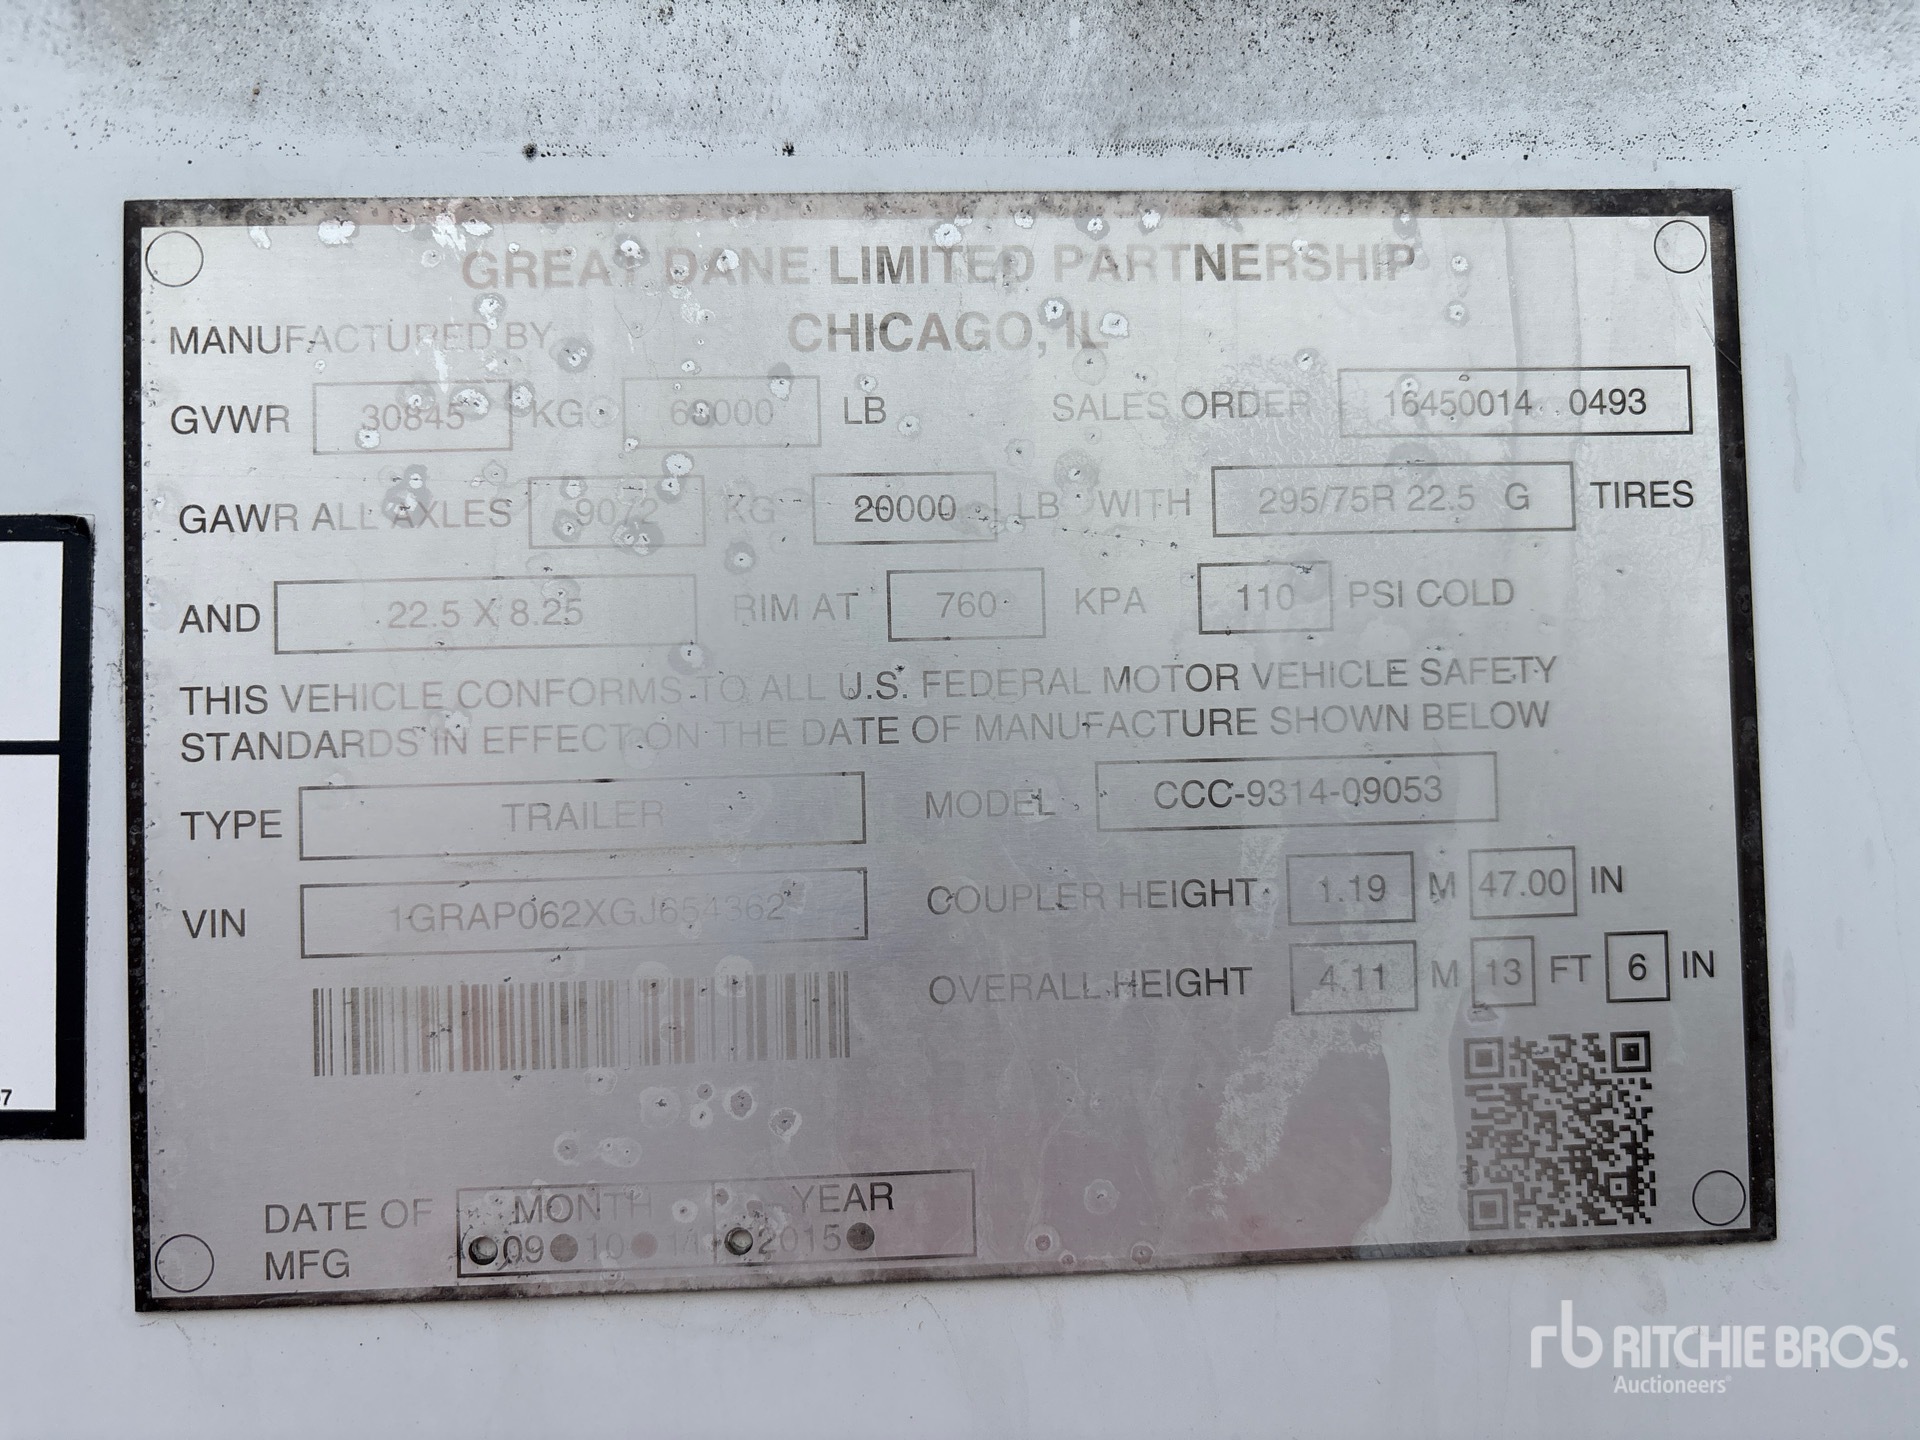 GREAT DANE LIMITED PARTNERSHIP
MANUFACTURED BY CHICAGO, IL
GVWR 30845 KG 68000 LB SALES ORDER 16450014 0493
GAWR ALL AXLES 9072 KG 20000 LB WITH 295/75R 22.5 G TIRES
AND 22.5 X 8.25 RIM AT 760 KPA 110 PSI COLD
THIS VEHICLE CONFORMS TO ALL U.S. FEDERAL MOTOR VEHICLE SAFETY
STANDARDS IN EFFECT ON THE DATE OF MANUFACTURE SHOWN BELOW
TYPE TRAILER MODEL CCC-9314-09053
VIN 1GRAP062XGJ654362 COUPLER HEIGHT 1.19 M 47.00 IN
OVERALL HEIGHT 4.11 M 13 FT 6 IN
DATE OF MFG MONTH YEAR
09 10 11 2015
07
rb RITCHIE BROS.
Auctioneers